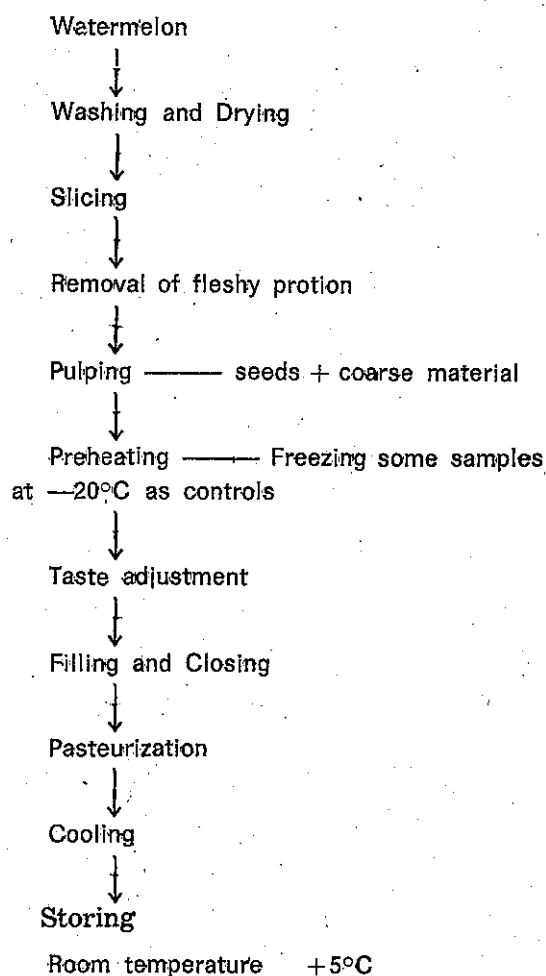 Watermelon
Washing and Drying
Slicing
Removal of fleshy protion
Pulping —— seeds + coarse material
Preheating —— Freezing some samples
at —20°C as controls
Taste adjustment
Filling and Closing
Pasteurization
Cooling
Storing
Room temperature +5°C